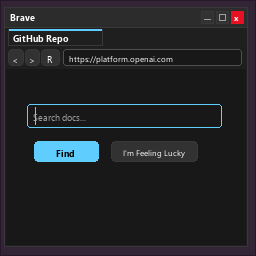 Brave
x
GitHub Repo
< > R https://platform.openai.com
Search docs...
Find I'm Feeling Lucky